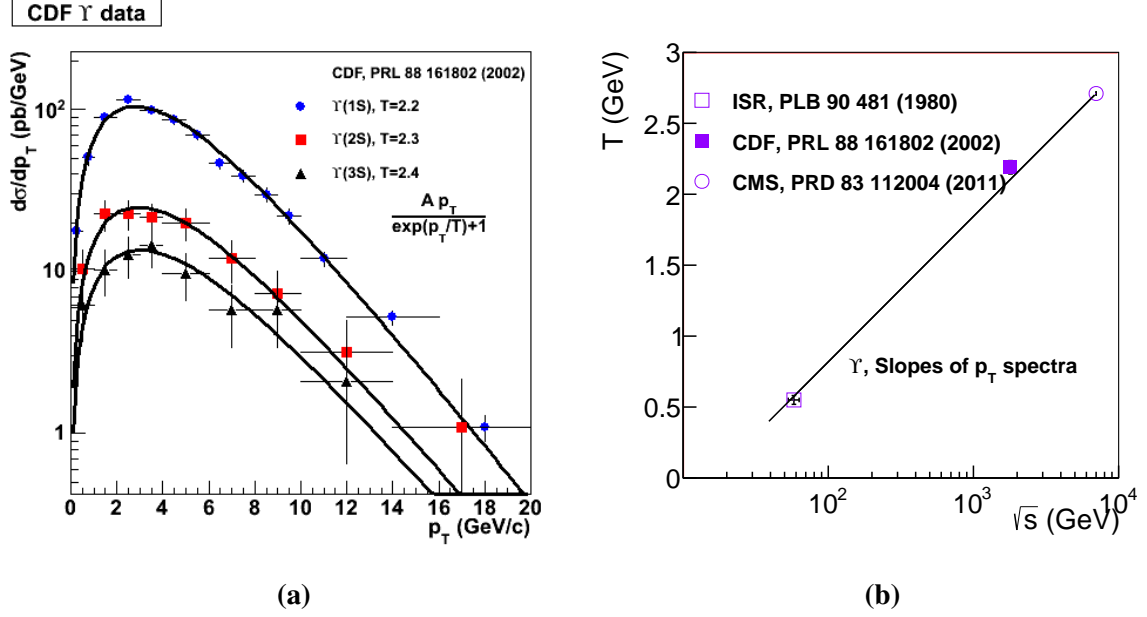 CDF ϒ data
dσ/dp_T (pb/GeV)
10²
10
1
0 2 4 6 8 10 12 14 16 18 20
p_T (GeV/c)
CDF, PRL 88 161802 (2002)
ϒ(1S), T=2.2
ϒ(2S), T=2.3
ϒ(3S), T=2.4
A p_T
exp(p_T/T)+1
(a)
T (GeV)
3
2.5
2
1.5
1
0.5
0
ISR, PLB 90 481 (1980)
CDF, PRL 88 161802 (2002)
CMS, PRD 83 112004 (2011)
ϒ, Slopes of p_T spectra
10² 10³ 10⁴
√s (GeV)
(b)